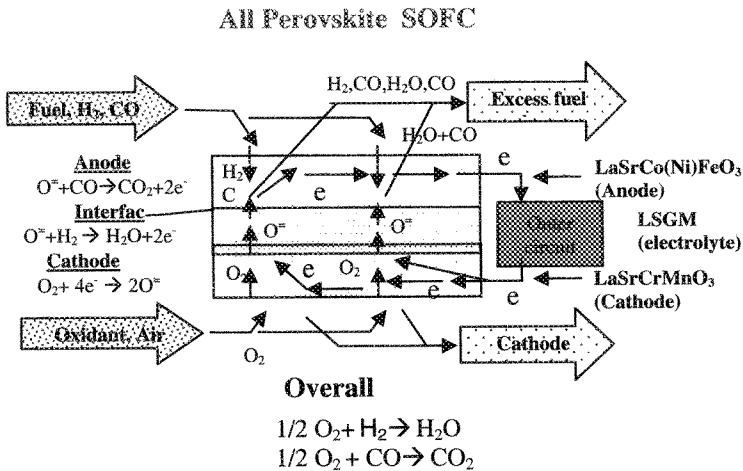 All Perovskite SOFC
H₂,CO,H₂O,CO
Fuel, H₂, CO
Excess fuel
H₂O+CO
Anode
O⁼+CO→CO₂+2e⁻
H₂
C
e
e
LaSrCo(Ni)FeO₃
(Anode)
Interfac
O⁼+H₂→ H₂O+2e⁻
O⁼
O⁼
LSGM
(electrolyte)
Cathode
O₂+ 4e⁻ → 2O⁼
O₂
e
O₂
e
e
LaSrCrMnO₃
(Cathode)
Oxidant, Air
O₂
Cathode
Overall
1/2 O₂+ H₂→ H₂O
1/2 O₂ + CO→ CO₂